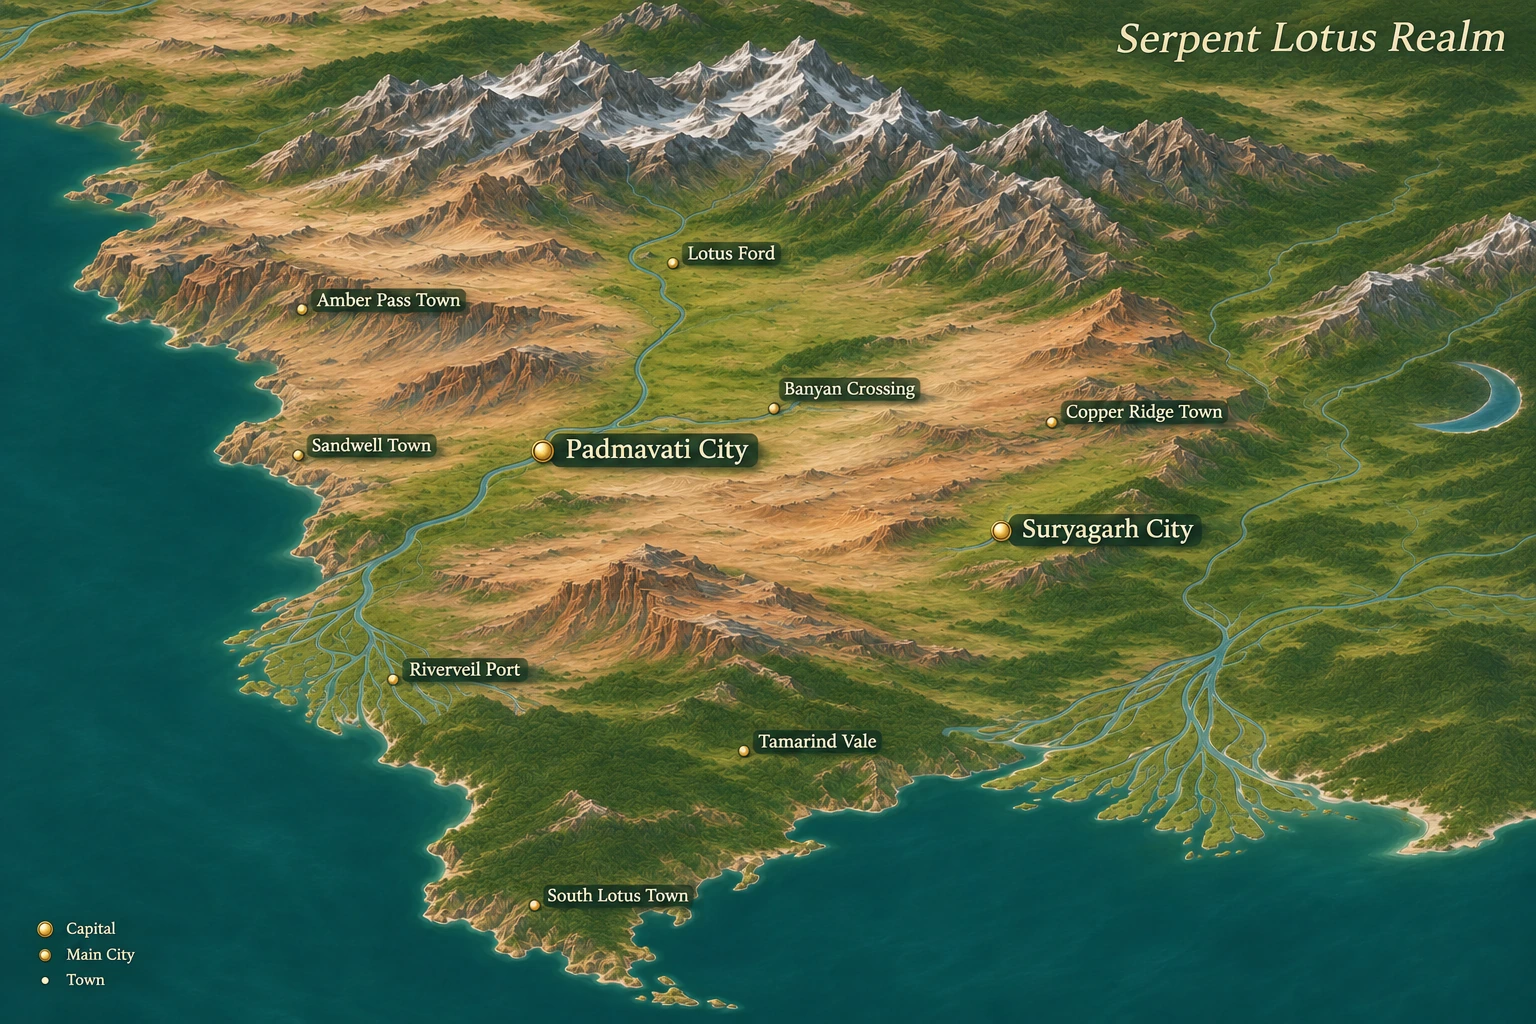 Serpent Lotus Realm
Lotus Ford
Amber Pass Town
Banyan Crossing
Copper Ridge Town
Sandwell Town
Padmavati City
Suryagarh City
Riverveil Port
Tamarind Vale
South Lotus Town
Capital
Main City
Town